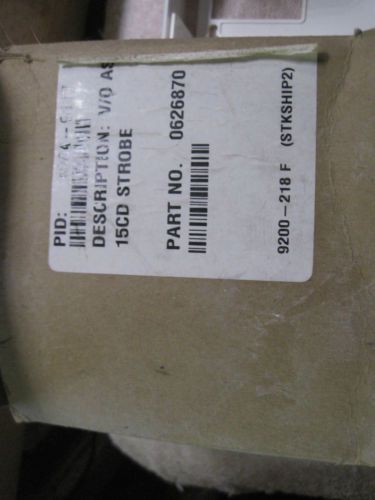 PID:
DESCRIPTION: V/O AS
15CD STROBE
PART NO. 0626870
9200-218 F (STKSHIP2)